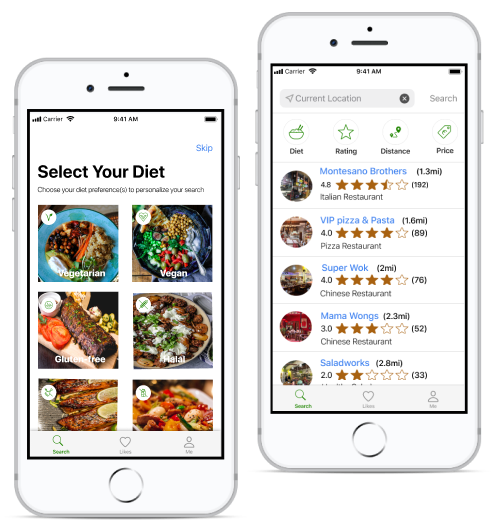 Carrier 9:41 AM
Skip
Select Your Diet
Choose your diet preference(s) to personalize your search
Vegetarian Vegan
Gluten-free Halal
Search Likes Me
Carrier 9:41 AM
Current Location Search
Diet Rating Distance Price
Montesano Brothers (1.3mi)
4.8 (192)
Italian Restaurant
VIP pizza & Pasta (1.6mi)
4.0 (89)
Pizza Restaurant
Super Wok (2mi)
4.0 (76)
Chinese Restaurant
Mama Wongs (2.3mi)
3.0 (52)
Chinese Restaurant
Saladworks (2.8mi)
2.0 (33)
Search Likes Me